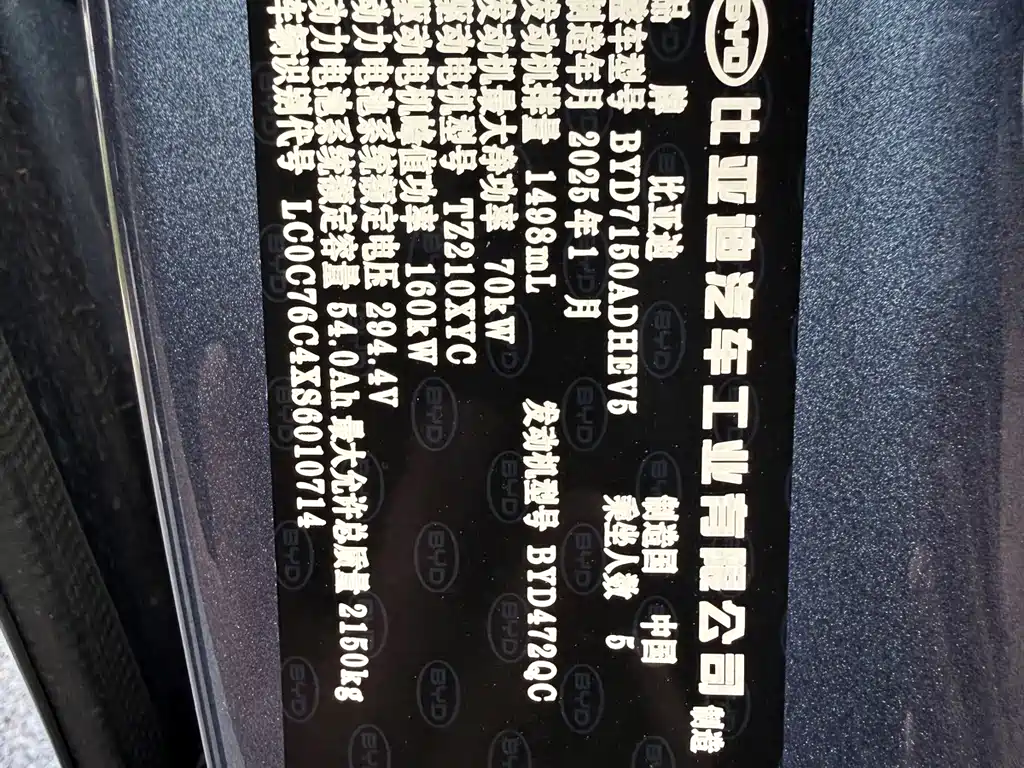 BYD 比亚迪汽车工业有限公司 制造
品 牌 比亚迪 制造国 中国
整车型号 BYD7150ADHEV5 乘坐人数 5
制造年月 2025年1月
发动机排量 1498mL 发动机型号 BYD472QC
发动机最大净功率 70kW
驱动电机型号 TZ210XYC
驱动电机峰值功率 160kW
动力电池系统额定电压 294.4V
动力电池系统额定容量 54.0Ah 最大允许总质量 2150kg
车辆识别代号 LC0C76C4XS6010714